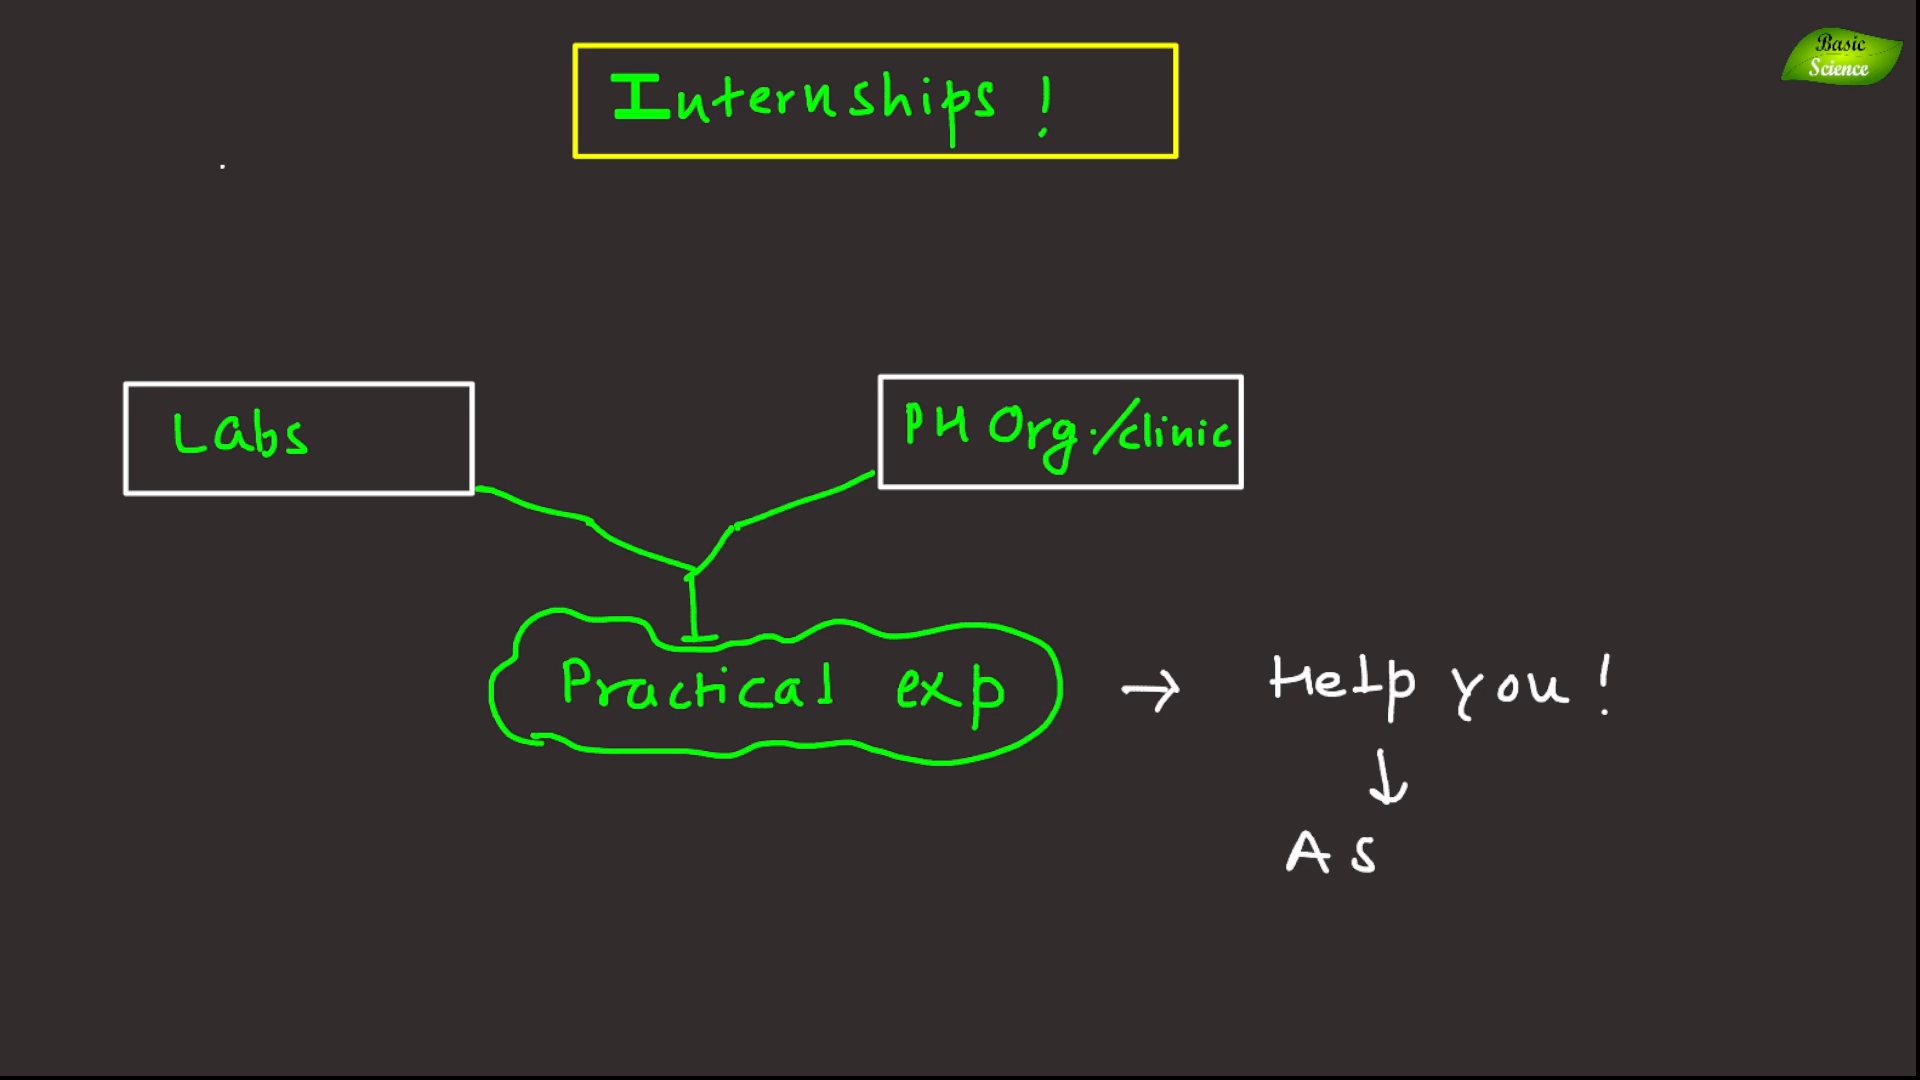 Basic
Science
Internships !
Labs
PH Org./clinic
Practical exp → Help you !
↓
As